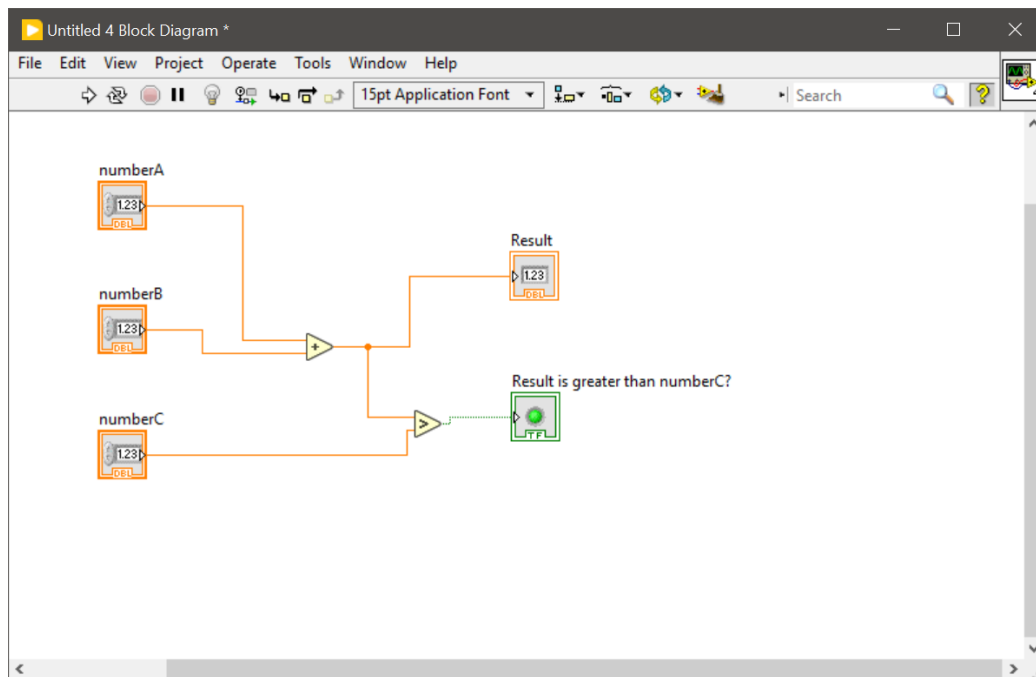 Untitled 4 Block Diagram *
File Edit View Project Operate Tools Window Help
15pt Application Font Search
numberA
1.23
DBL
Result
1.23
DBL
numberB
1.23
DBL
+
Result is greater than numberC?
>
TF
numberC
1.23
DBL